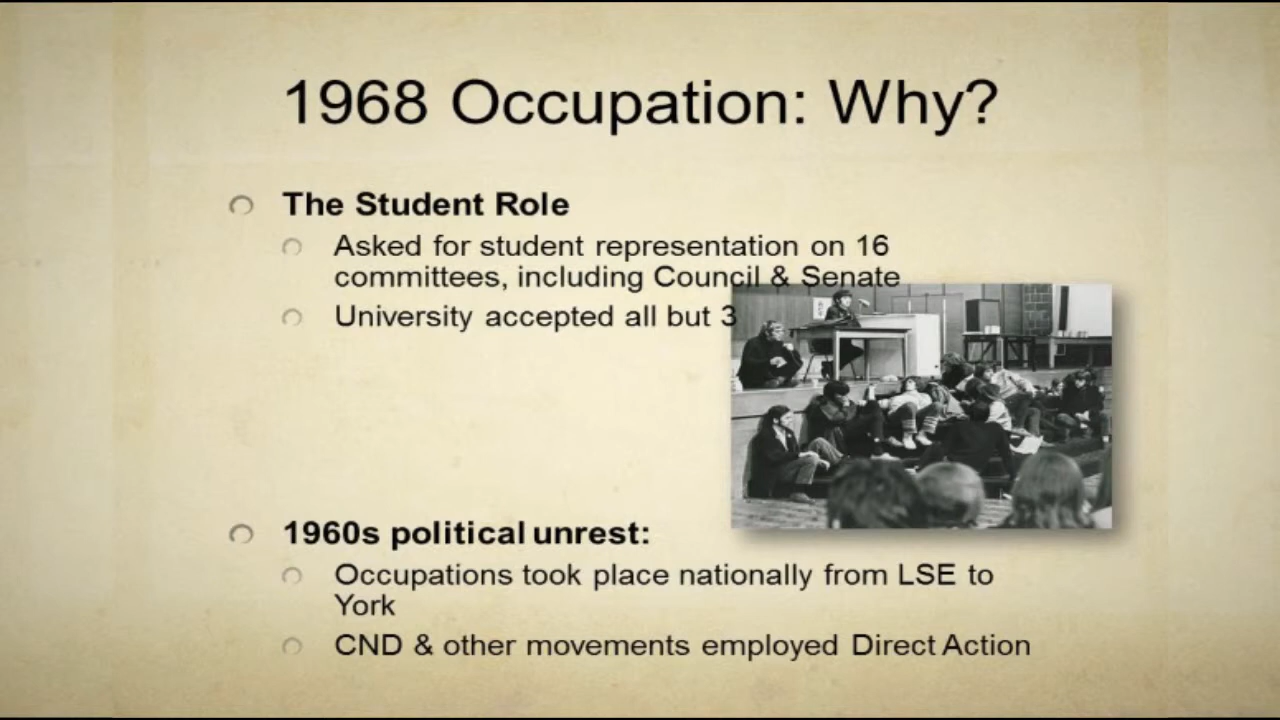 1968 Occupation: Why?
The Student Role
Asked for student representation on 16
committees, including Council & Senate
University accepted all but 3
1960s political unrest:
Occupations took place nationally from LSE to
York
CND & other movements employed Direct Action